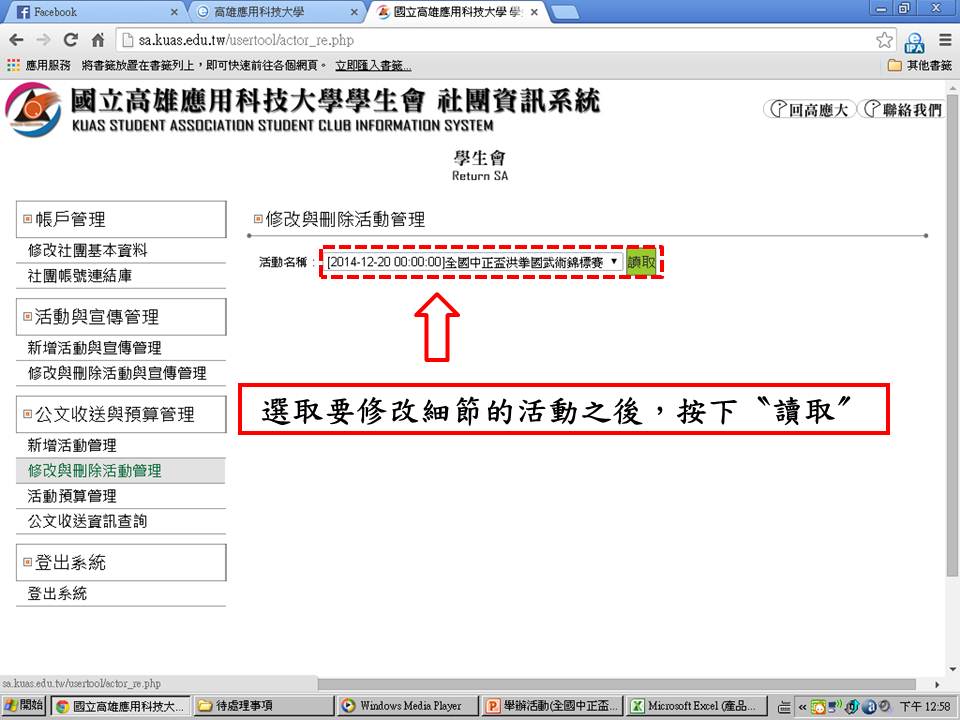 Facebook
高雄應用科技大學
國立高雄應用科技大學 學
sa.kuas.edu.tw/usertool/actor_re.php
應用服務 將書籤放置在書籤列上，即可快速前往各個網頁。 立即匯入書籤...
其他書籤
國立高雄應用科技大學學生會 社團資訊系統
KUAS STUDENT ASSOCIATION STUDENT CLUB INFORMATION SYSTEM
回高應大 聯絡我們
學生會
Return SA
帳戶管理
修改社團基本資料
社團帳號連結庫
活動與宣傳管理
新增活動與宣傳管理
修改與刪除活動與宣傳管理
公文收送與預算管理
新增活動管理
修改與刪除活動管理
活動預算管理
公文收送資訊查詢
登出系統
登出系統
修改與刪除活動管理
活動名稱： [2014-12-20 00:00:00]全國中正盃洪拳國武術錦標賽 讀取
選取要修改細節的活動之後，按下〝讀取〞
sa.kuas.edu.tw/usertool/actor_re.php
開始 國立高雄應用科技大... 待處理事項 Windows Media Player 舉辦活動(全國中正盃... Microsoft Excel (產品... 下午 12:58